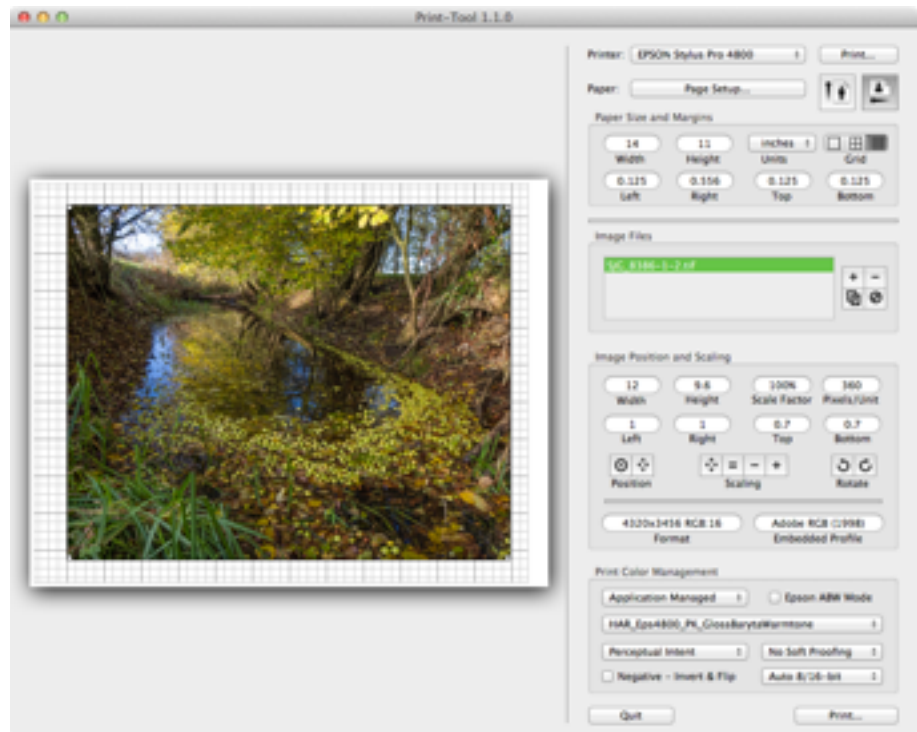 Print-Tool 1.1.0
Printer: EPSON Stylus Pro 4800 Print...
Paper: Page Setup...
Paper Size and Margins
14 11 inches
Width Height Units Grid
0.125 0.556 0.125 0.125
Left Right Top Bottom
Image Files
Image Position and Scaling
12 9.6 100% 360
Width Height Scale Factor Pixels/Unit
1 1 0.7 0.7
Left Right Top Bottom
Position Scaling Rotate
4320x3456 RGB 16 Adobe RGB (1998)
Format Embedded Profile
Print Color Management
Application Managed Epson ABW Mode
HAR_Eps4800_PK_GlossBarytaWarmtone
Perceptual Intent No Soft Proofing
Negative - Invert & Flip Auto 8/16-bit
Quit Print...